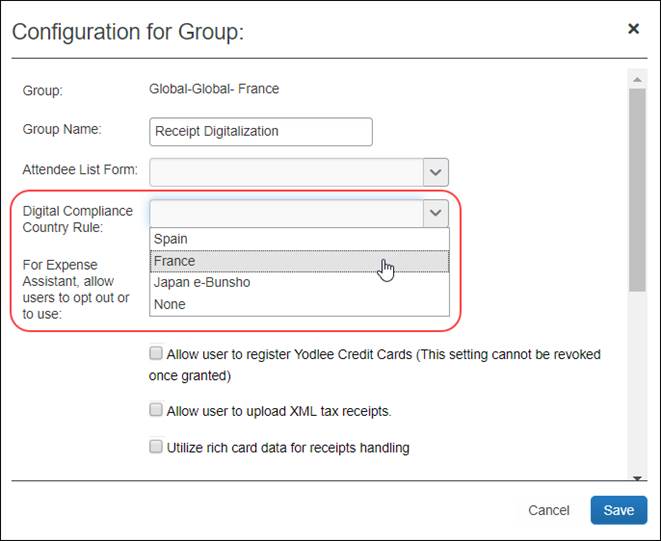 Configuration for Group:
Group: Global-Global- France
Group Name: Receipt Digitalization
Attendee List Form:
Digital Compliance
Country Rule:
Spain
France
Japan e-Bunsho
None
For Expense
Assistant, allow
users to opt out or
to use:
Allow user to register Yodlee Credit Cards (This setting cannot be revoked
once granted)
Allow user to upload XML tax receipts.
Utilize rich card data for receipts handling
Cancel Save